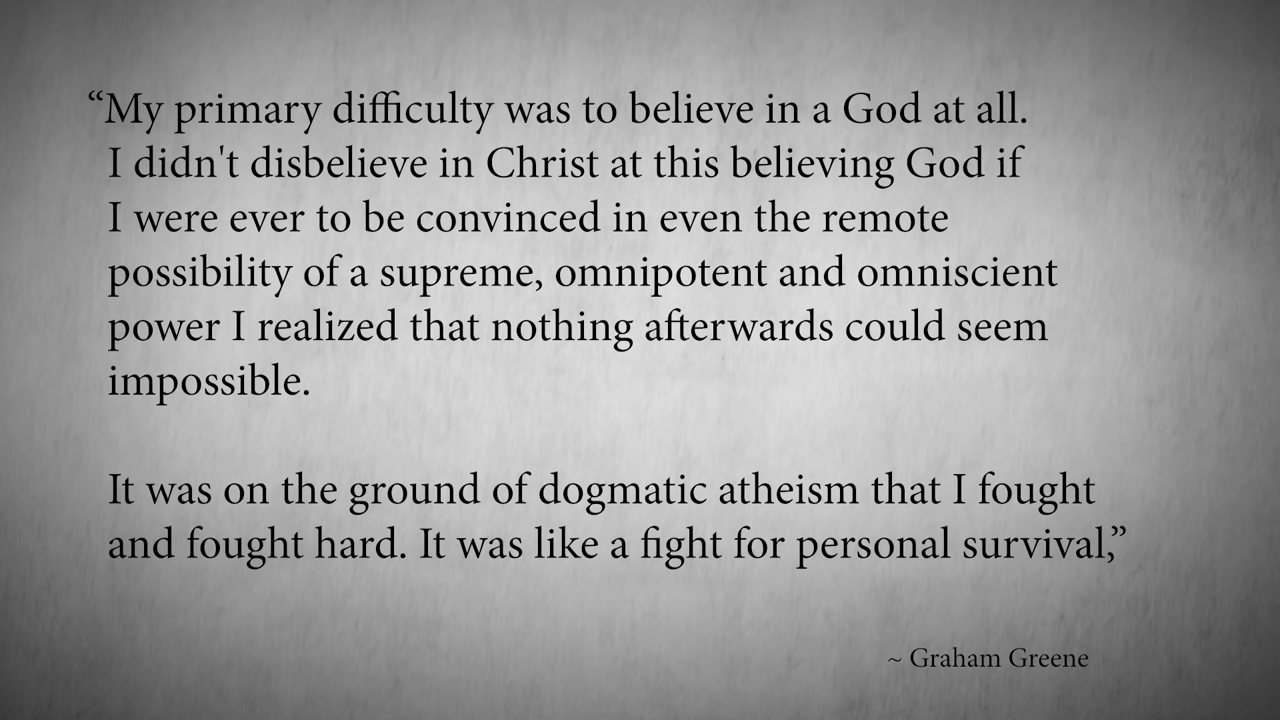 “My primary difficulty was to believe in a God at all.
I didn't disbelieve in Christ at this believing God if
I were ever to be convinced in even the remote
possibility of a supreme, omnipotent and omniscient
power I realized that nothing afterwards could seem
impossible.
It was on the ground of dogmatic atheism that I fought
and fought hard. It was like a fight for personal survival,”
~ Graham Greene